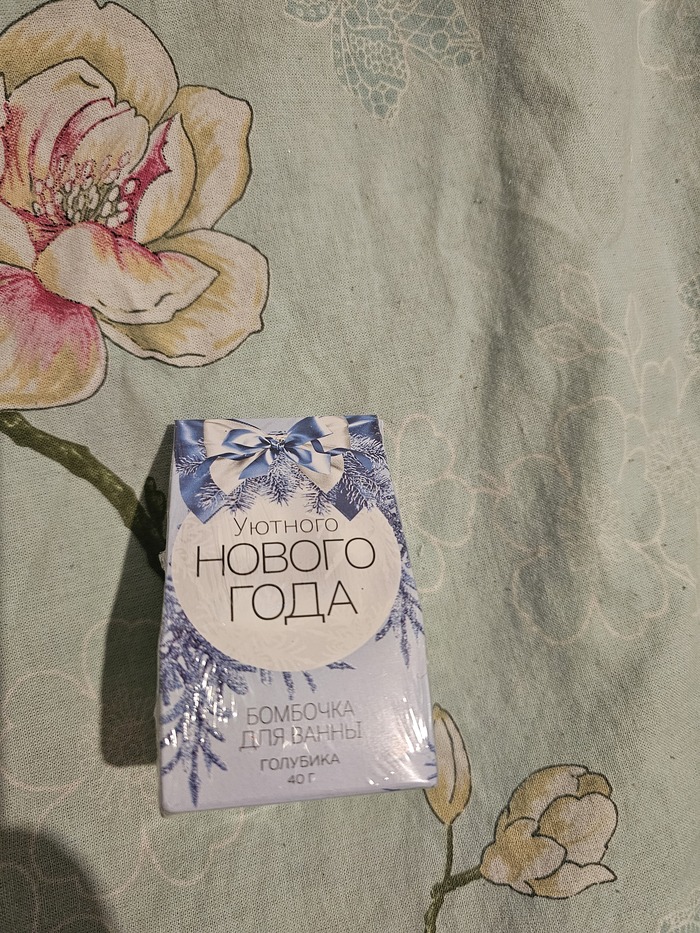 Уютного
НОВОГО
ГОДА
БОМБОЧКА
ДЛЯ ВАННЫ
ГОЛУБИКА
40 Г